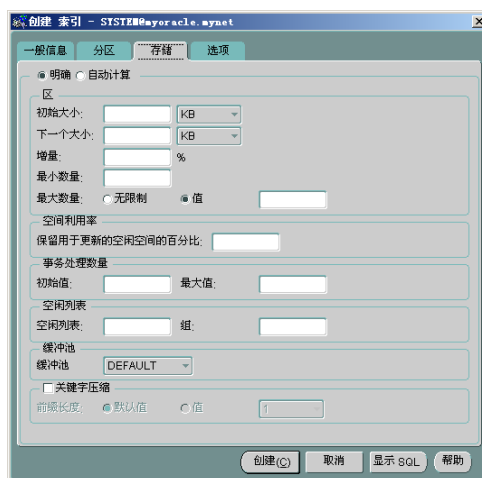 创建 索引 - SYSTEM@myoracle.mynet
一般信息 分区 存储 选项
明确 自动计算
区
初始大小: KB
下一个大小: KB
增量: %
最小数量:
最大数量: 无限制 值
空间利用率
保留用于更新的空闲空间的百分比:
事务处理数量
初始值: 最大值:
空闲列表
空闲列表: 组:
缓冲池
缓冲池 DEFAULT
关键字压缩
前缀长度: 默认值 值 1
创建(C) 取消 显示 SQL 帮助